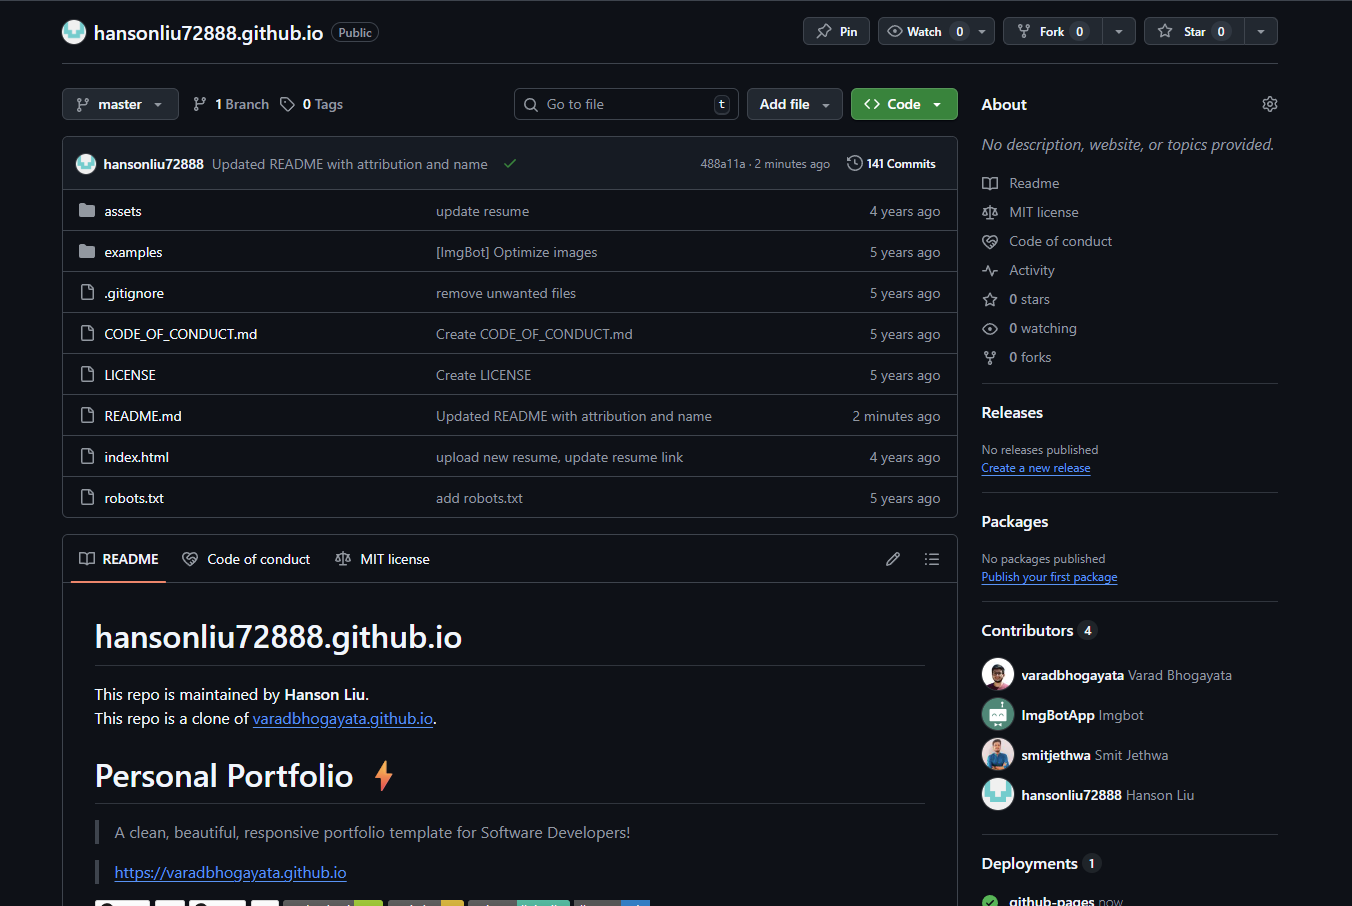 hansonliu72888.github.io Public Pin Watch 0 Fork 0 Star 0
master 1 Branch 0 Tags Go to file t Add file Code
hansonliu72888 Updated README with attribution and name 488a11a · 2 minutes ago 141 Commits
assets update resume 4 years ago
examples [ImgBot] Optimize images 5 years ago
.gitignore remove unwanted files 5 years ago
CODE_OF_CONDUCT.md Create CODE_OF_CONDUCT.md 5 years ago
LICENSE Create LICENSE 5 years ago
README.md Updated README with attribution and name 2 minutes ago
index.html upload new resume, update resume link 4 years ago
robots.txt add robots.txt 5 years ago
README Code of conduct MIT license
hansonliu72888.github.io
This repo is maintained by Hanson Liu.
This repo is a clone of varadbhogayata.github.io.
Personal Portfolio ⚡
A clean, beautiful, responsive portfolio template for Software Developers!
https://varadbhogayata.github.io
About
No description, website, or topics provided.
Readme
MIT license
Code of conduct
Activity
0 stars
0 watching
0 forks
Releases
No releases published
Create a new release
Packages
No packages published
Publish your first package
Contributors 4
varadbhogayata Varad Bhogayata
ImgBotApp Imgbot
smitjethwa Smit Jethwa
hansonliu72888 Hanson Liu
Deployments 1
github-pages now